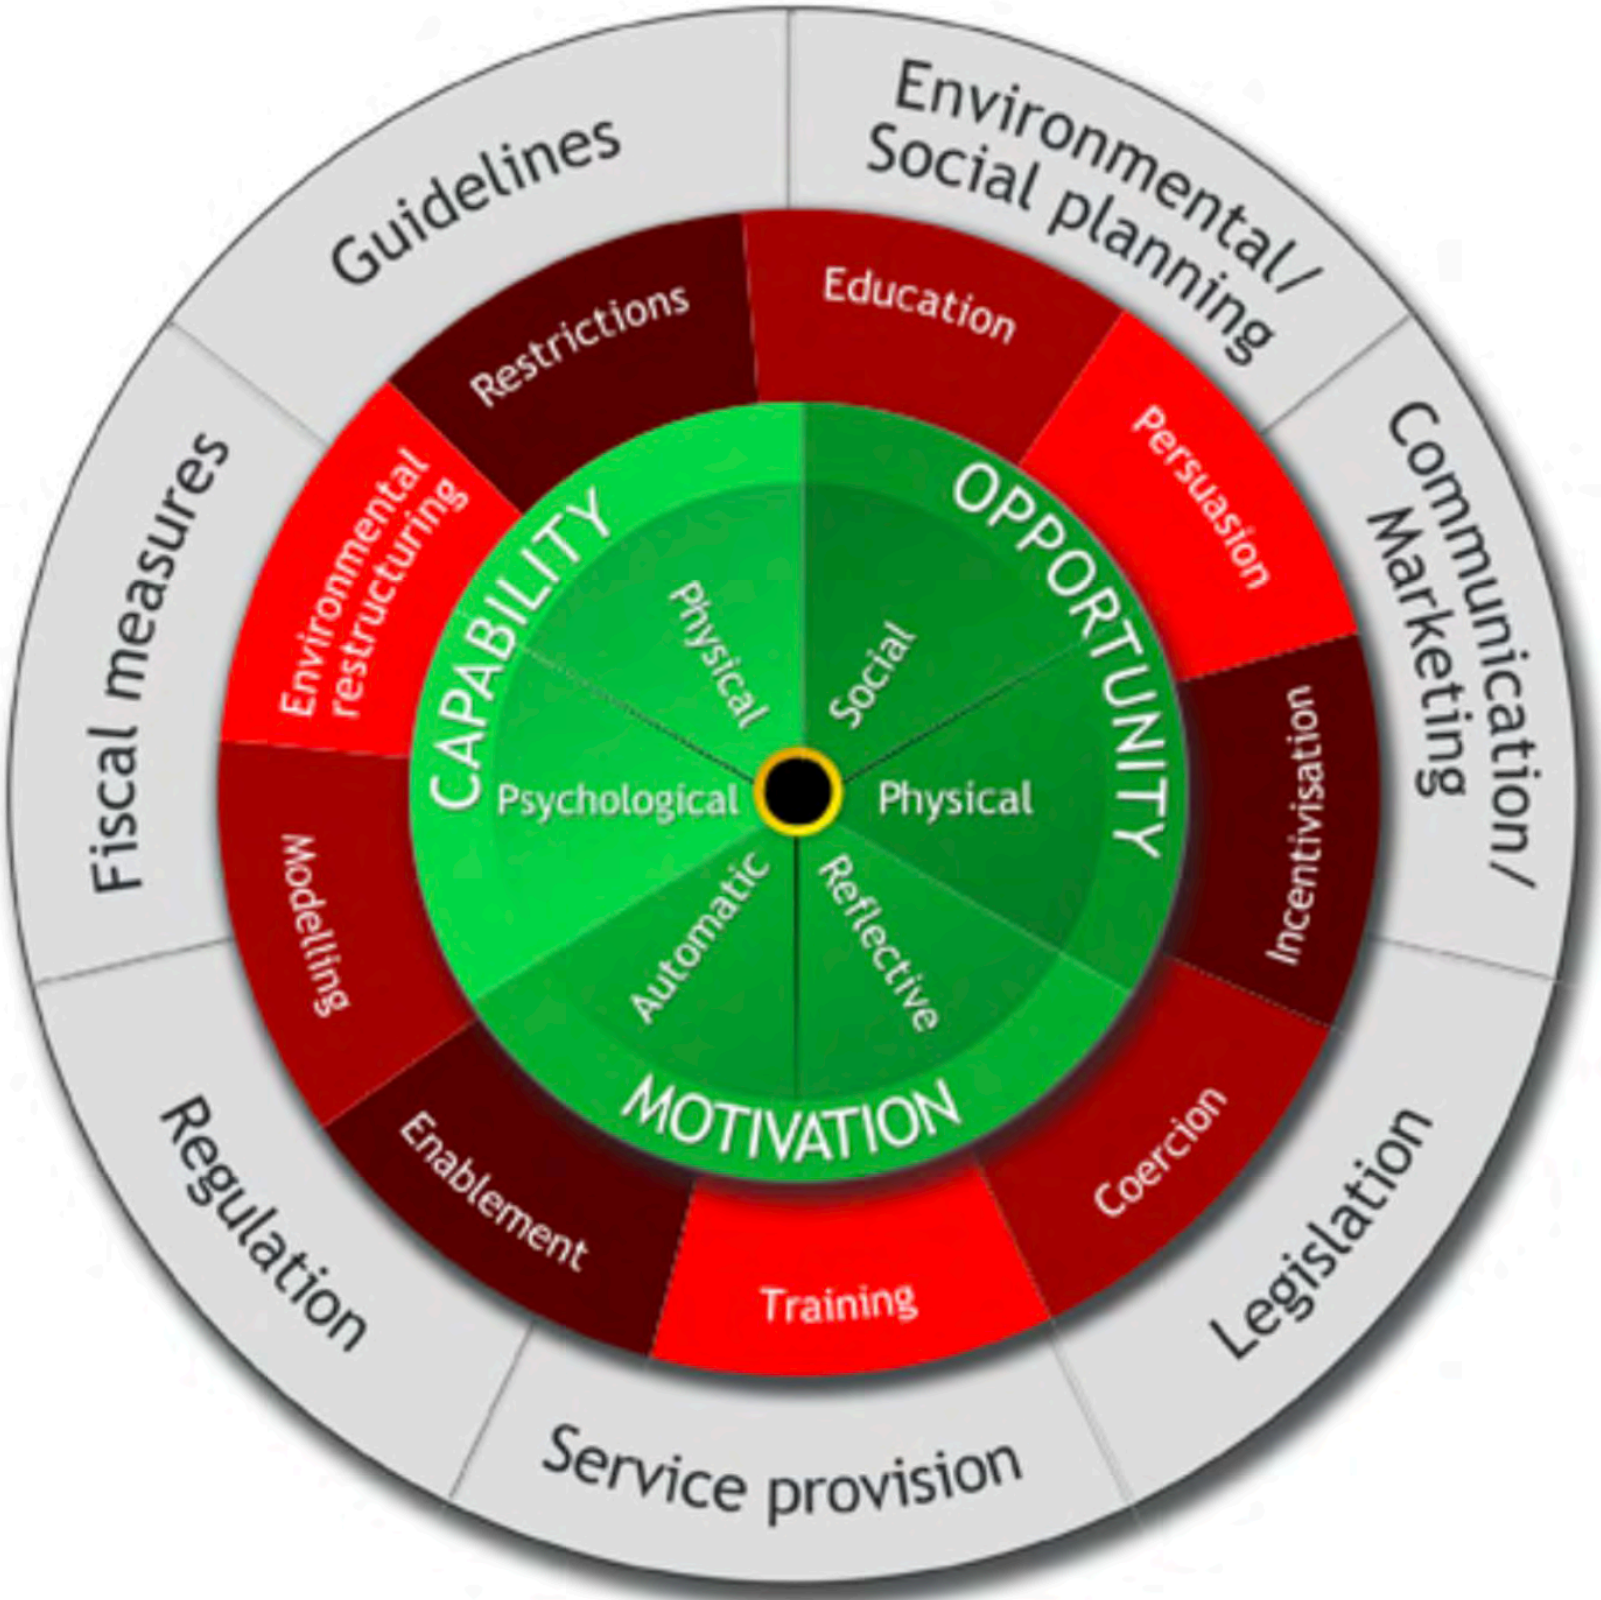 Environmental/
Social planning
Communication/
Marketing
Legislation
Service provision
Regulation
Fiscal measures
Guidelines
Education
Persuasion
Incentivisation
Coercion
Training
Enablement
Modelling
Environmental
restructuring
Restrictions
CAPABILITY
OPPORTUNITY
MOTIVATION
Physical
Social
Psychological
Physical
Automatic
Reflective